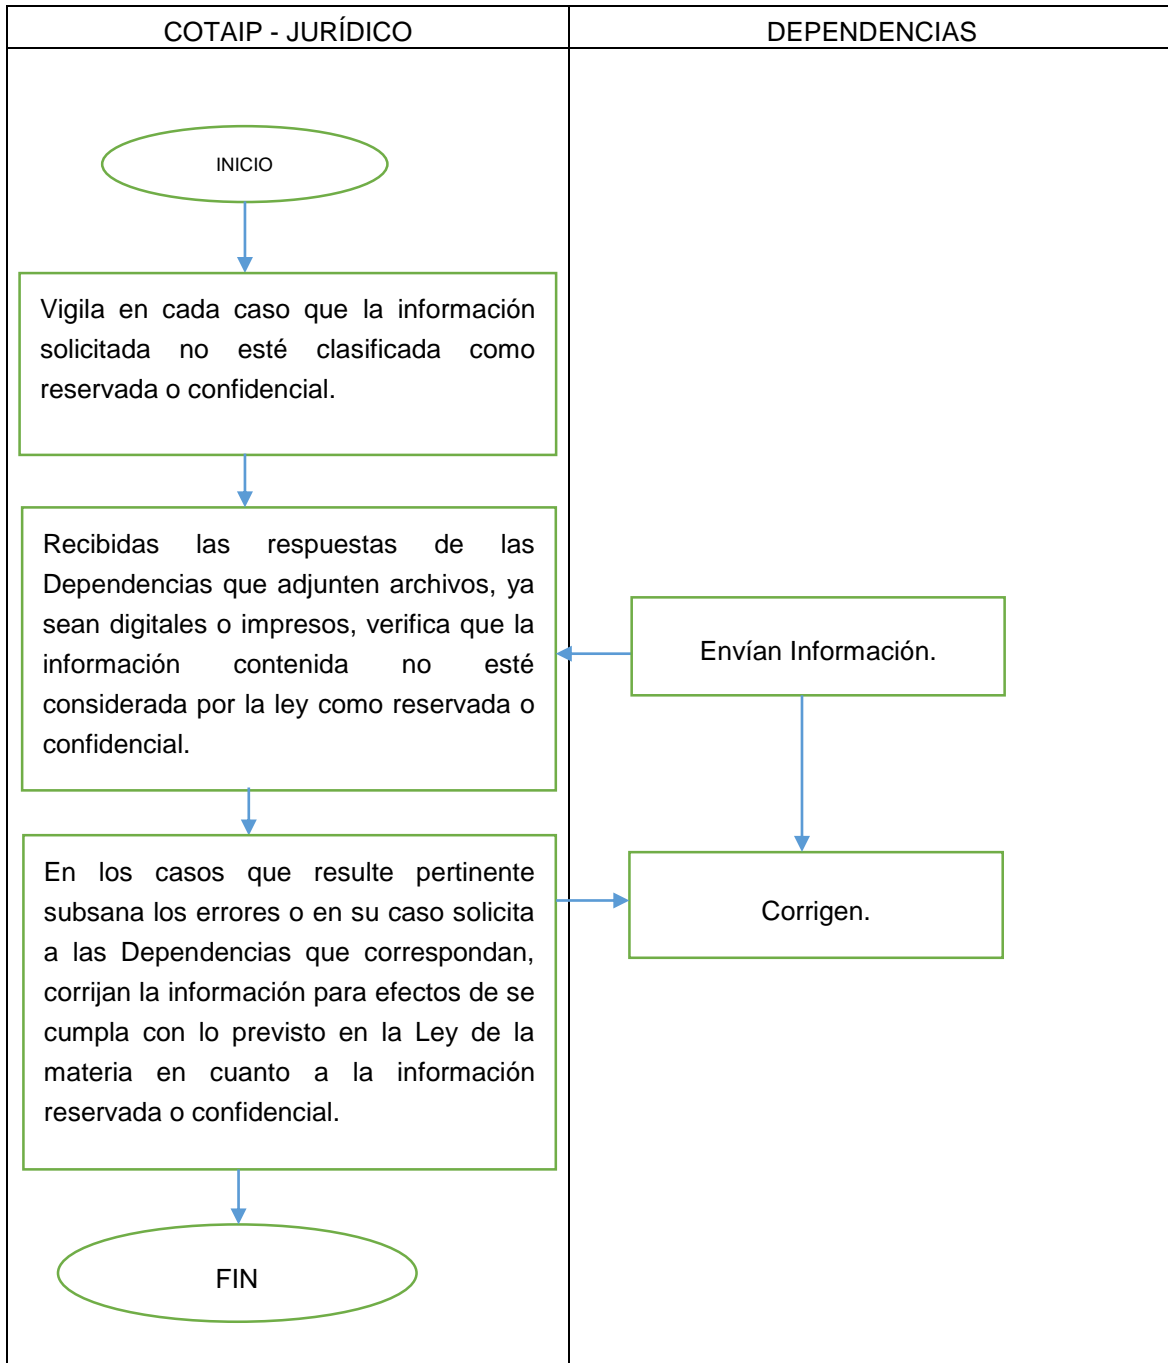 COTAIP - JURÍDICO
DEPENDENCIAS
INICIO
Vigila en cada caso que la información
solicitada no esté clasificada como
reservada o confidencial.
Recibidas las respuestas de las
Dependencias que adjunten archivos, ya
sean digitales o impresos, verifica que la
información contenida no esté
considerada por la ley como reservada o
confidencial.
Envían Información.
En los casos que resulte pertinente
subsana los errores o en su caso solicita
a las Dependencias que correspondan,
corrijan la información para efectos de se
cumpla con lo previsto en la Ley de la
materia en cuanto a la información
reservada o confidencial.
Corrigen.
FIN